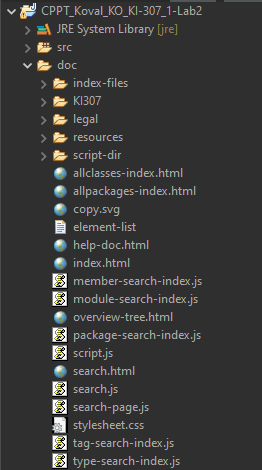 CPPT_Koval_KO_KI-307_1-Lab2
JRE System Library [jre]
src
doc
index-files
KI307
legal
resources
script-dir
allclasses-index.html
allpackages-index.html
copy.svg
element-list
help-doc.html
index.html
member-search-index.js
module-search-index.js
overview-tree.html
package-search-index.js
script.js
search.html
search.js
search-page.js
stylesheet.css
tag-search-index.js
type-search-index.js